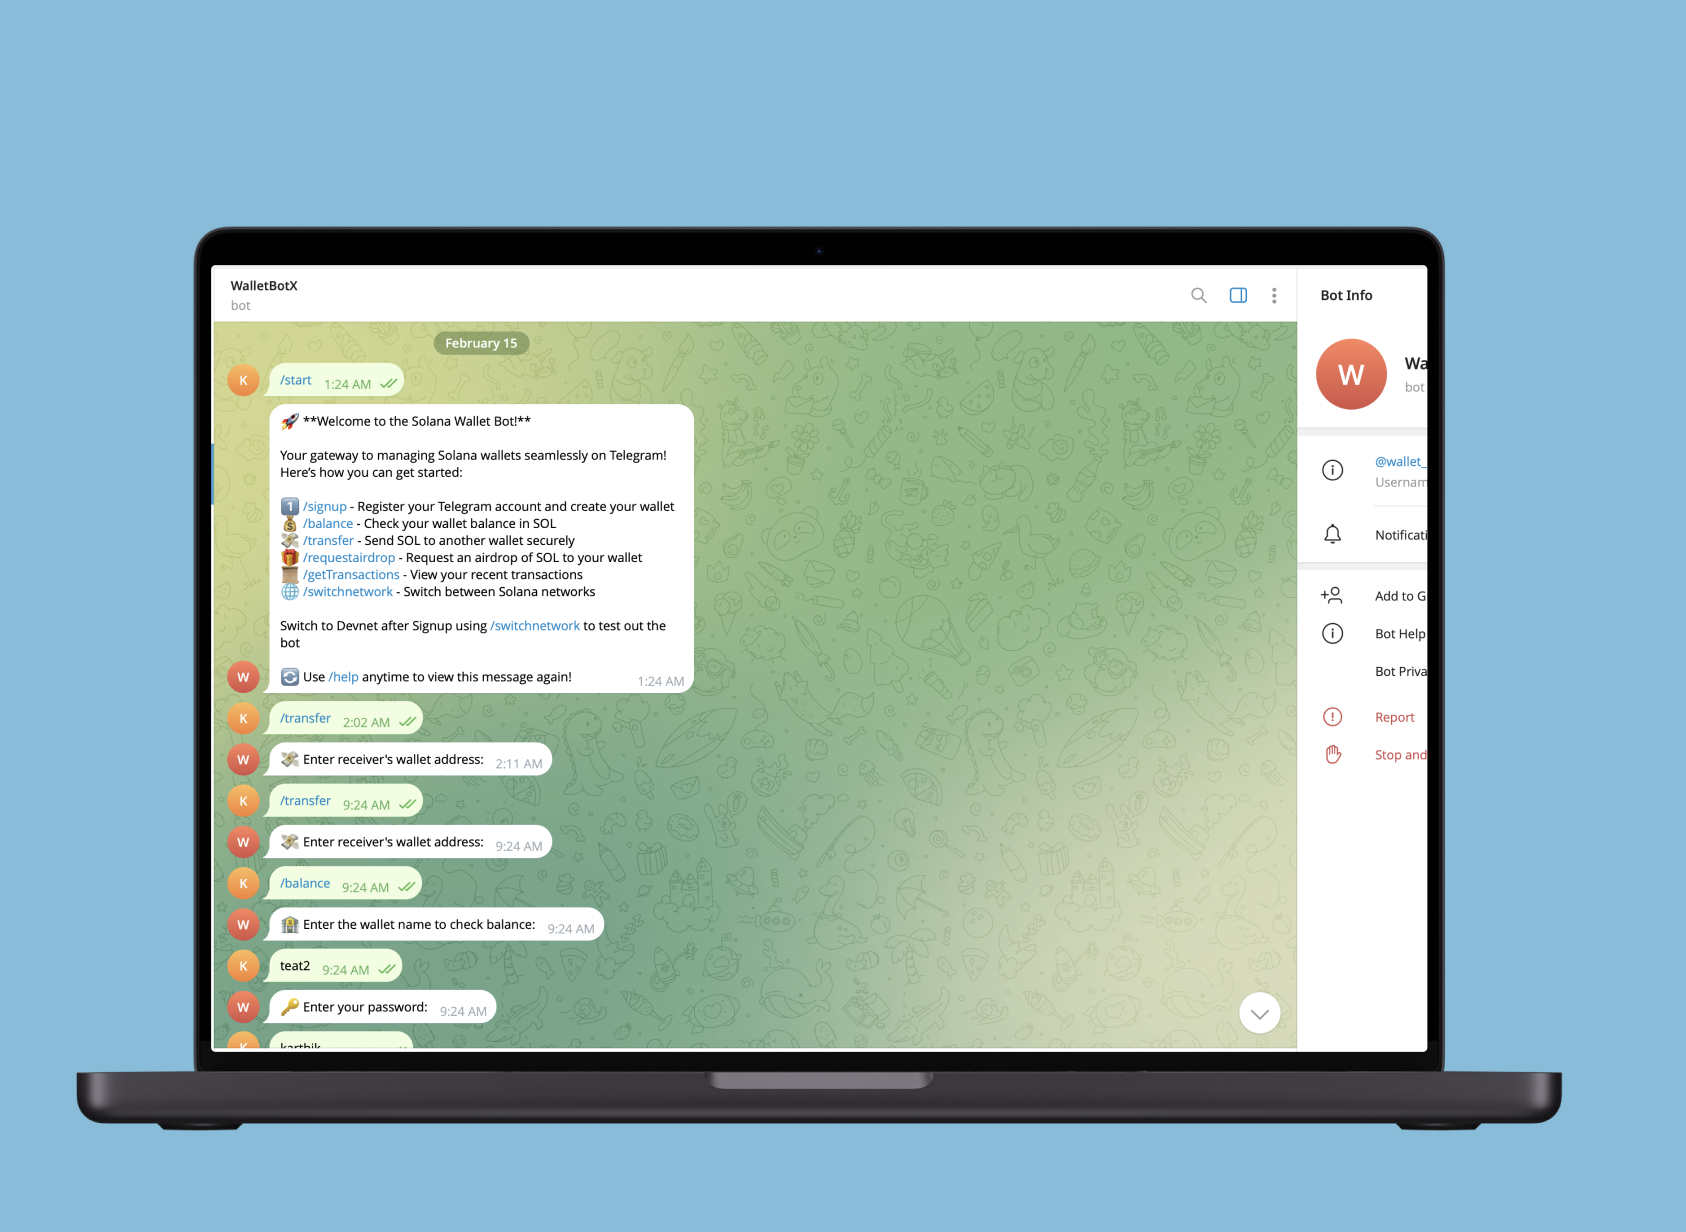 WalletBotX
bot
February 15
K
/start 1:24 AM
🚀 **Welcome to the Solana Wallet Bot!**
Your gateway to managing Solana wallets seamlessly on Telegram!
Here's how you can get started:
1️⃣ /signup - Register your Telegram account and create your wallet
💰 /balance - Check your wallet balance in SOL
💸 /transfer - Send SOL to another wallet securely
🎁 /requestairdrop - Request an airdrop of SOL to your wallet
📜 /getTransactions - View your recent transactions
🌐 /switchnetwork - Switch between Solana networks
Switch to Devnet after Signup using /switchnetwork to test out the
bot
🔄 Use /help anytime to view this message again! 1:24 AM
W
K
/transfer 2:02 AM
W
💸 Enter receiver's wallet address: 2:11 AM
K
/transfer 9:24 AM
W
💸 Enter receiver's wallet address: 9:24 AM
K
/balance 9:24 AM
W
🏦 Enter the wallet name to check balance: 9:24 AM
K
teat2 9:24 AM
W
🔑 Enter your password: 9:24 AM
K
karthik
Bot Info
W
Wa
bot
@wallet_
Usernam
Notificati
Add to G
Bot Help
Bot Priva
Report
Stop and